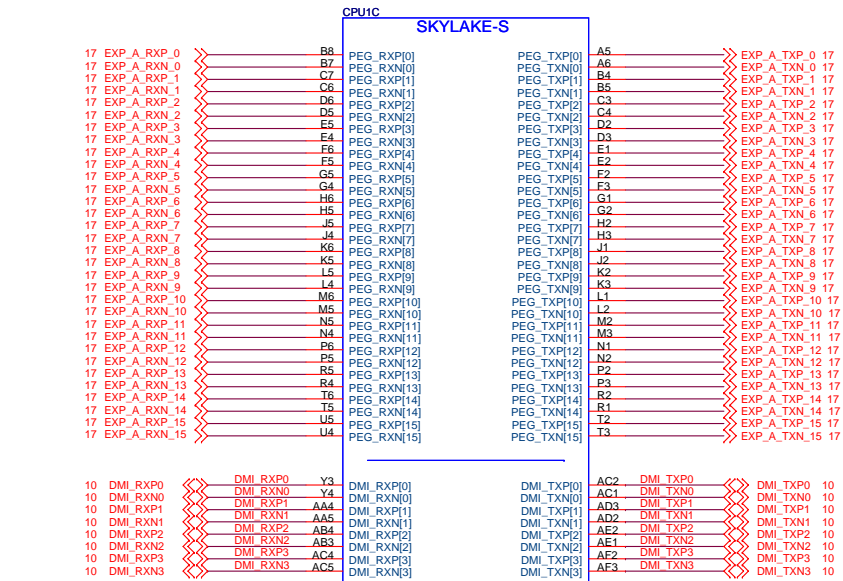 CPU1C
SKYLAKE-S
17 EXP_A_RXP_0 B8 PEG_RXP[0] PEG_TXP[0] A5 EXP_A_TXP_0 17
17 EXP_A_RXN_0 B7 PEG_RXN[0] PEG_TXN[0] A6 EXP_A_TXN_0 17
17 EXP_A_RXP_1 C7 PEG_RXP[1] PEG_TXP[1] B4 EXP_A_TXP_1 17
17 EXP_A_RXN_1 C6 PEG_RXN[1] PEG_TXN[1] B5 EXP_A_TXN_1 17
17 EXP_A_RXP_2 D6 PEG_RXP[2] PEG_TXP[2] C3 EXP_A_TXP_2 17
17 EXP_A_RXN_2 D5 PEG_RXN[2] PEG_TXN[2] C4 EXP_A_TXN_2 17
17 EXP_A_RXP_3 E5 PEG_RXP[3] PEG_TXP[3] D2 EXP_A_TXP_3 17
17 EXP_A_RXN_3 E4 PEG_RXN[3] PEG_TXN[3] D3 EXP_A_TXN_3 17
17 EXP_A_RXP_4 F6 PEG_RXP[4] PEG_TXP[4] E1 EXP_A_TXP_4 17
17 EXP_A_RXN_4 F5 PEG_RXN[4] PEG_TXN[4] E2 EXP_A_TXN_4 17
17 EXP_A_RXP_5 G5 PEG_RXP[5] PEG_TXP[5] F2 EXP_A_TXP_5 17
17 EXP_A_RXN_5 G4 PEG_RXN[5] PEG_TXN[5] F3 EXP_A_TXN_5 17
17 EXP_A_RXP_6 H6 PEG_RXP[6] PEG_TXP[6] G1 EXP_A_TXP_6 17
17 EXP_A_RXN_6 H5 PEG_RXN[6] PEG_TXN[6] G2 EXP_A_TXN_6 17
17 EXP_A_RXP_7 J5 PEG_RXP[7] PEG_TXP[7] H2 EXP_A_TXP_7 17
17 EXP_A_RXN_7 J4 PEG_RXN[7] PEG_TXN[7] H3 EXP_A_TXN_7 17
17 EXP_A_RXP_8 K6 PEG_RXP[8] PEG_TXP[8] J1 EXP_A_TXP_8 17
17 EXP_A_RXN_8 K5 PEG_RXN[8] PEG_TXN[8] J2 EXP_A_TXN_8 17
17 EXP_A_RXP_9 L5 PEG_RXP[9] PEG_TXP[9] K2 EXP_A_TXP_9 17
17 EXP_A_RXN_9 L4 PEG_RXN[9] PEG_TXN[9] K3 EXP_A_TXN_9 17
17 EXP_A_RXP_10 M6 PEG_RXP[10] PEG_TXP[10] L1 EXP_A_TXP_10 17
17 EXP_A_RXN_10 M5 PEG_RXN[10] PEG_TXN[10] L2 EXP_A_TXN_10 17
17 EXP_A_RXP_11 N5 PEG_RXP[11] PEG_TXP[11] M2 EXP_A_TXP_11 17
17 EXP_A_RXN_11 N4 PEG_RXN[11] PEG_TXN[11] M3 EXP_A_TXN_11 17
17 EXP_A_RXP_12 P6 PEG_RXP[12] PEG_TXP[12] N1 EXP_A_TXP_12 17
17 EXP_A_RXN_12 P5 PEG_RXN[12] PEG_TXN[12] N2 EXP_A_TXN_12 17
17 EXP_A_RXP_13 R5 PEG_RXP[13] PEG_TXP[13] P2 EXP_A_TXP_13 17
17 EXP_A_RXN_13 R4 PEG_RXN[13] PEG_TXN[13] P3 EXP_A_TXN_13 17
17 EXP_A_RXP_14 T6 PEG_RXP[14] PEG_TXP[14] R2 EXP_A_TXP_14 17
17 EXP_A_RXN_14 T5 PEG_RXN[14] PEG_TXN[14] R1 EXP_A_TXN_14 17
17 EXP_A_RXP_15 U5 PEG_RXP[15] PEG_TXP[15] T2 EXP_A_TXP_15 17
17 EXP_A_RXN_15 U4 PEG_RXN[15] PEG_TXN[15] T3 EXP_A_TXN_15 17
10 DMI_RXP0 DMI_RXP0 Y3 DMI_RXP[0] DMI_TXP[0] AC2 DMI_TXP0 DMI_TXP0 10
10 DMI_RXN0 DMI_RXN0 Y4 DMI_RXN[0] DMI_TXN[0] AC1 DMI_TXN0 DMI_TXN0 10
10 DMI_RXP1 DMI_RXP1 AA4 DMI_RXP[1] DMI_TXP[1] AD3 DMI_TXP1 DMI_TXP1 10
10 DMI_RXN1 DMI_RXN1 AA5 DMI_RXN[1] DMI_TXN[1] AD2 DMI_TXN1 DMI_TXN1 10
10 DMI_RXP2 DMI_RXP2 AB4 DMI_RXP[2] DMI_TXP[2] AE2 DMI_TXP2 DMI_TXP2 10
10 DMI_RXN2 DMI_RXN2 AB3 DMI_RXN[2] DMI_TXN[2] AE1 DMI_TXN2 DMI_TXN2 10
10 DMI_RXP3 DMI_RXP3 AC4 DMI_RXP[3] DMI_TXP[3] AF2 DMI_TXP3 DMI_TXP3 10
10 DMI_RXN3 DMI_RXN3 AC5 DMI_RXN[3] DMI_TXN[3] AF3 DMI_TXN3 DMI_TXN3 10